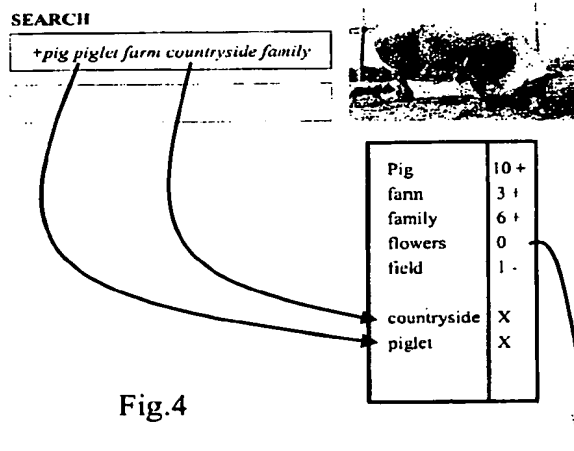 SEARCH
+pig piglet farm countryside family
Pig 10 +
farm 3 +
family 6 +
flowers 0
field 1 -
countryside X
piglet X
Fig.4